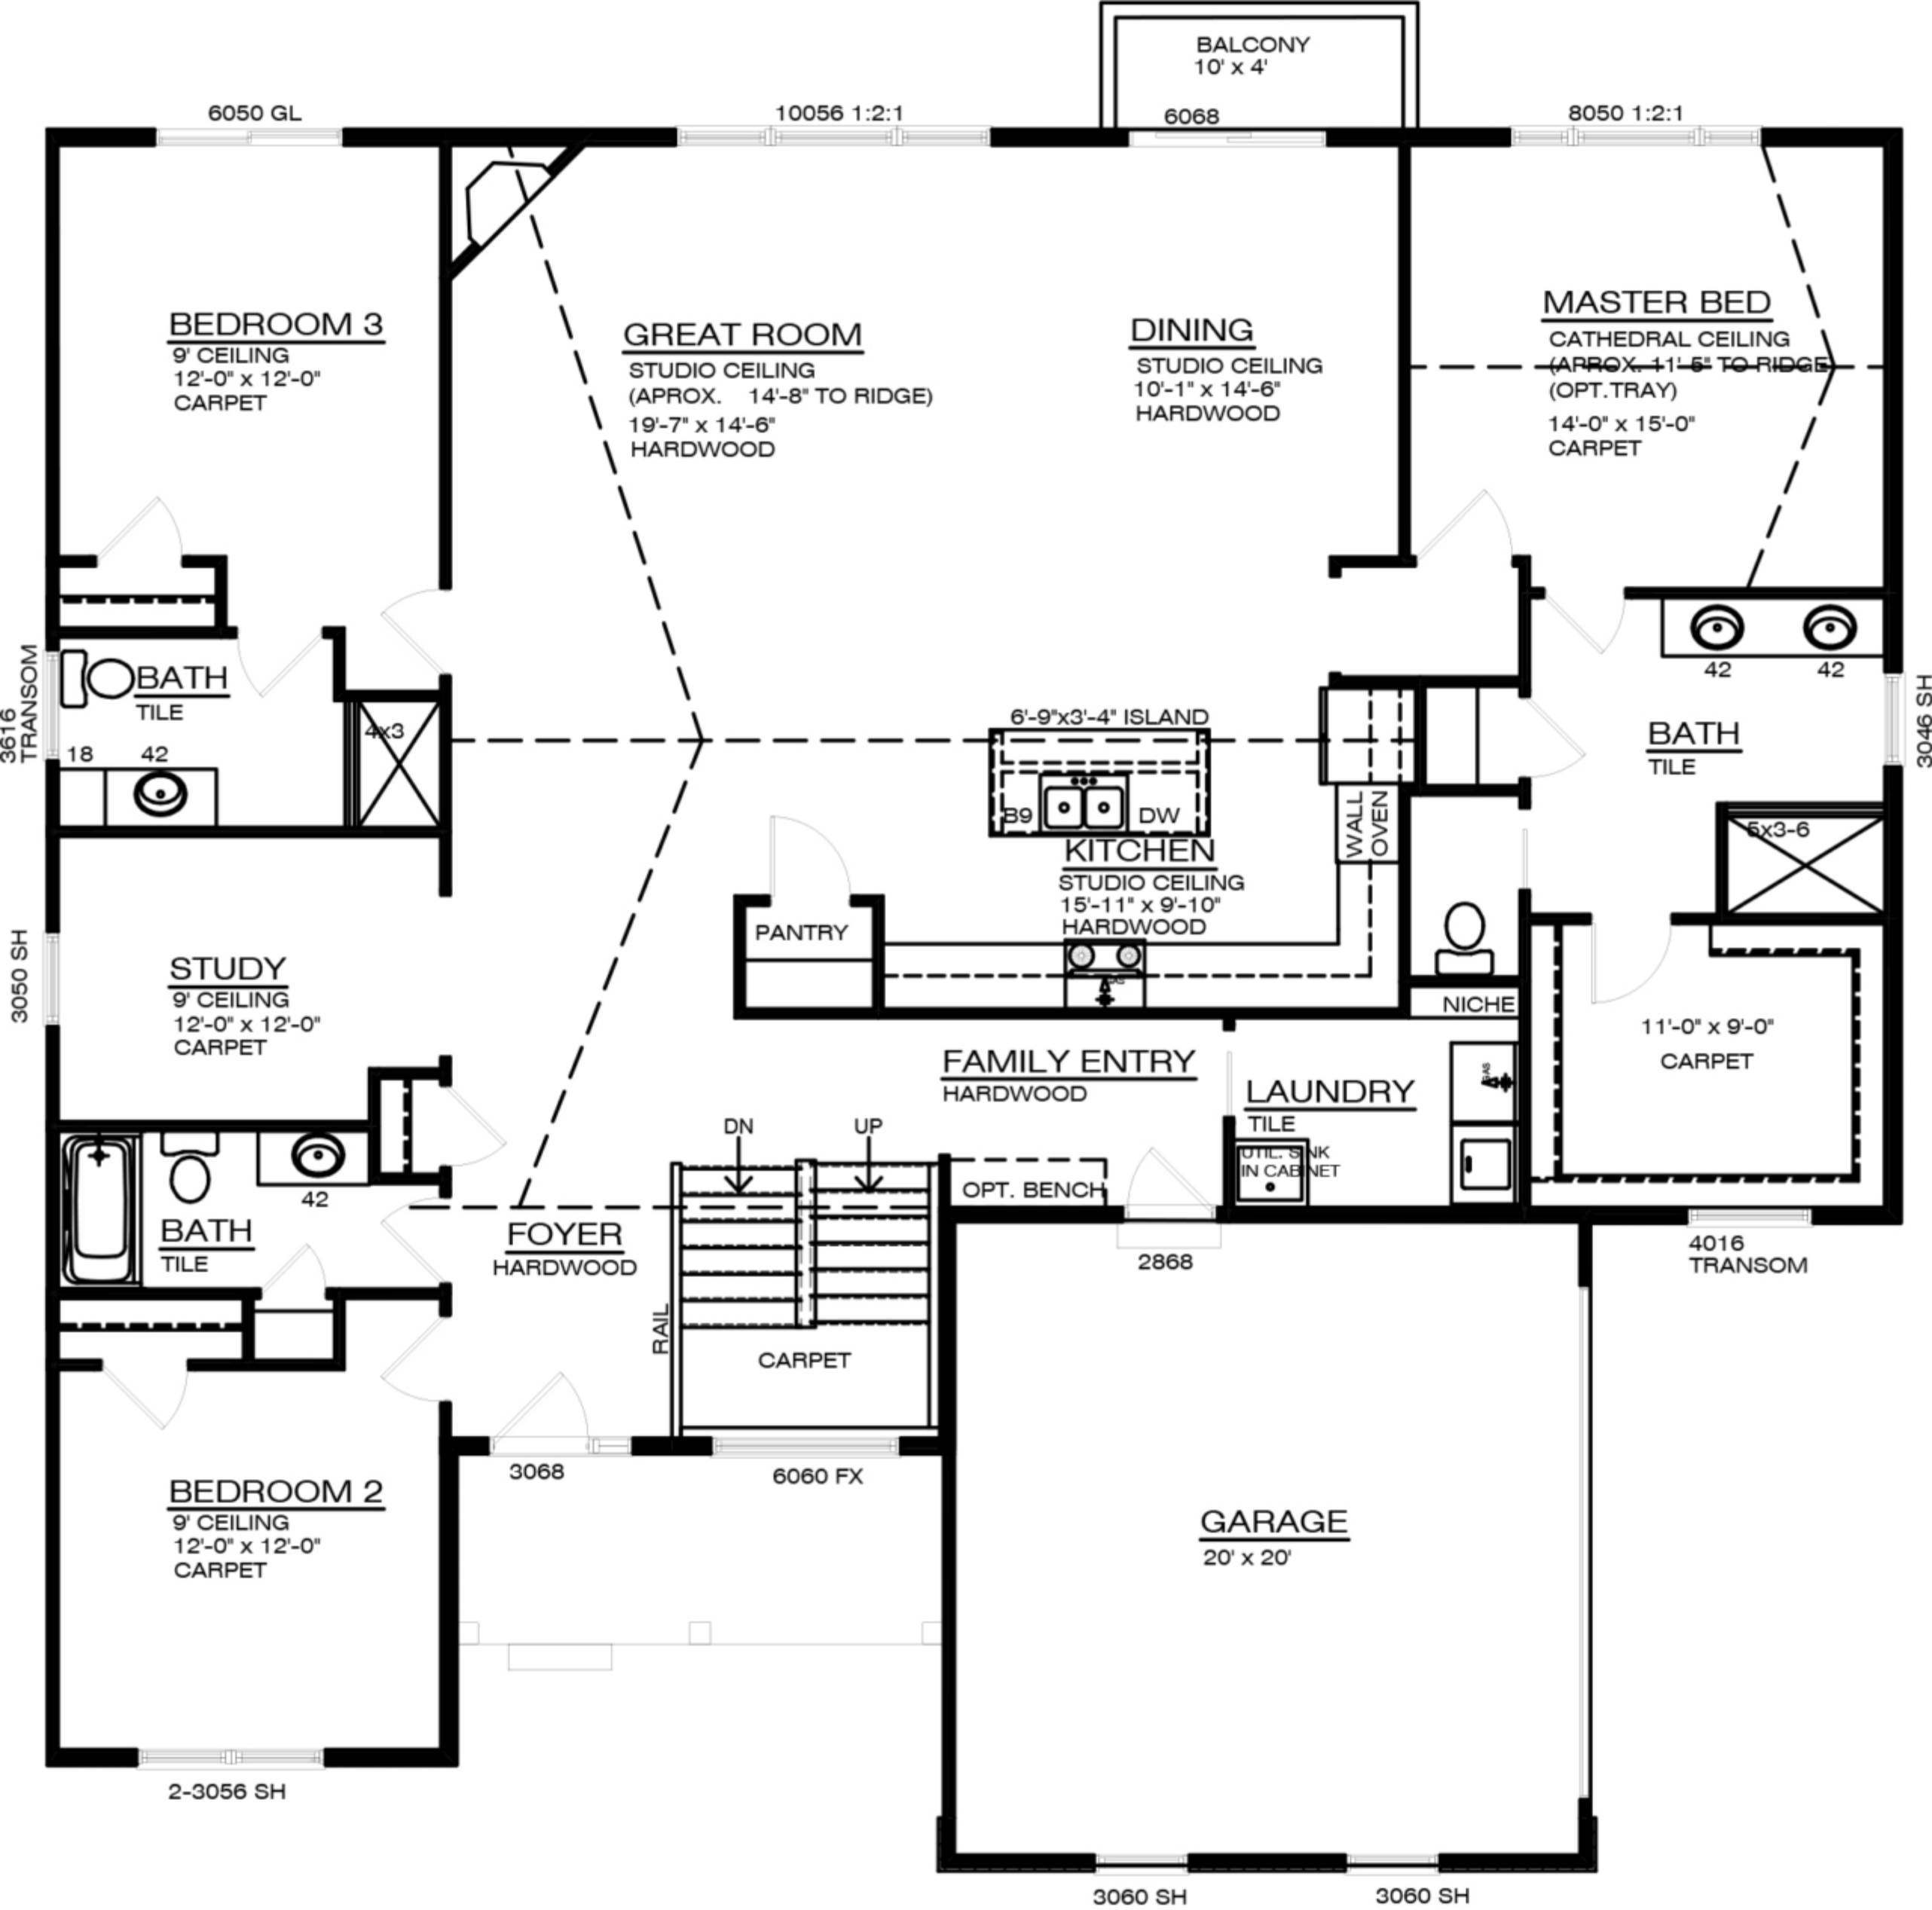 BALCONY
10' x 4'
6050 GL
10056 1:2:1
6068
8050 1:2:1
BEDROOM 3
9' CEILING
12'-0" x 12'-0"
CARPET
GREAT ROOM
STUDIO CEILING
(APROX. 14'-8" TO RIDGE)
19'-7" x 14'-6"
HARDWOOD
DINING
STUDIO CEILING
10'-1" x 14'-6"
HARDWOOD
MASTER BED
CATHEDRAL CEILING
(APROX. 11'-5" TO RIDGE
(OPT.TRAY)
14'-0" x 15'-0"
CARPET
3616
TRANSOM
BATH
TILE
18
42
4x3
6'-9"x3'-4" ISLAND
B9
DW
WALL
OVEN
KITCHEN
STUDIO CEILING
15'-11" x 9'-10"
HARDWOOD
PANTRY
42
42
BATH
TILE
3046 SH
5x3-6
3050 SH
STUDY
9' CEILING
12'-0" x 12'-0"
CARPET
NICHE
11'-0" x 9'-0"
CARPET
FAMILY ENTRY
HARDWOOD
LAUNDRY
TILE
UTIL. SINK
IN CABINET
GAS
DN
UP
OPT. BENCH
42
BATH
TILE
FOYER
HARDWOOD
RAIL
CARPET
2868
4016
TRANSOM
3068
6060 FX
BEDROOM 2
9' CEILING
12'-0" x 12'-0"
CARPET
GARAGE
20' x 20'
2-3056 SH
3060 SH
3060 SH